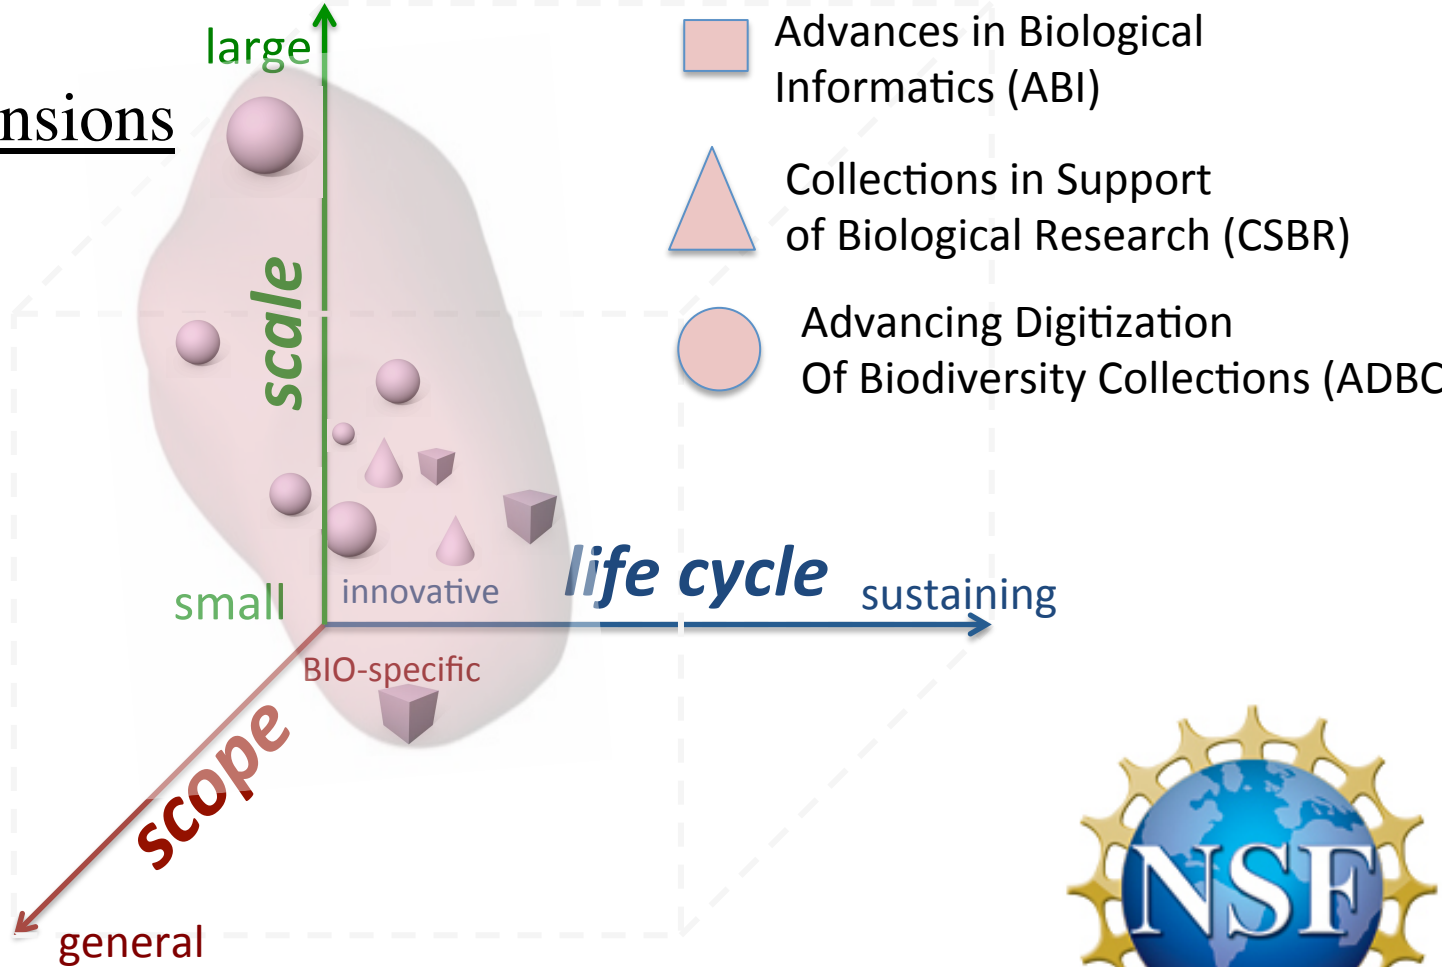 large
nsions
scale
small
innovative
life cycle
sustaining
BIO-specific
scope
general
Advances in Biological
Informatics (ABI)
Collections in Support
of Biological Research (CSBR)
Advancing Digitization
Of Biodiversity Collections (ADBC
NSF